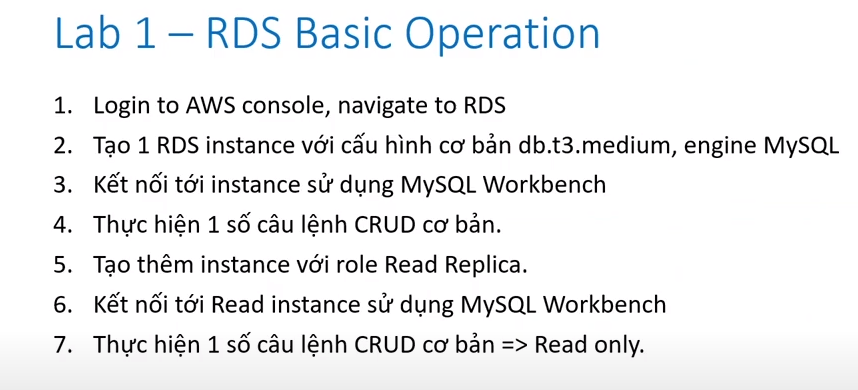 Lab 1 – RDS Basic Operation
1. Login to AWS console, navigate to RDS
2. Tạo 1 RDS instance với cấu hình cơ bản db.t3.medium, engine MySQL
3. Kết nối tới instance sử dụng MySQL Workbench
4. Thực hiện 1 số câu lệnh CRUD cơ bản.
5. Tạo thêm instance với role Read Replica.
6. Kết nối tới Read instance sử dụng MySQL Workbench
7. Thực hiện 1 số câu lệnh CRUD cơ bản => Read only.